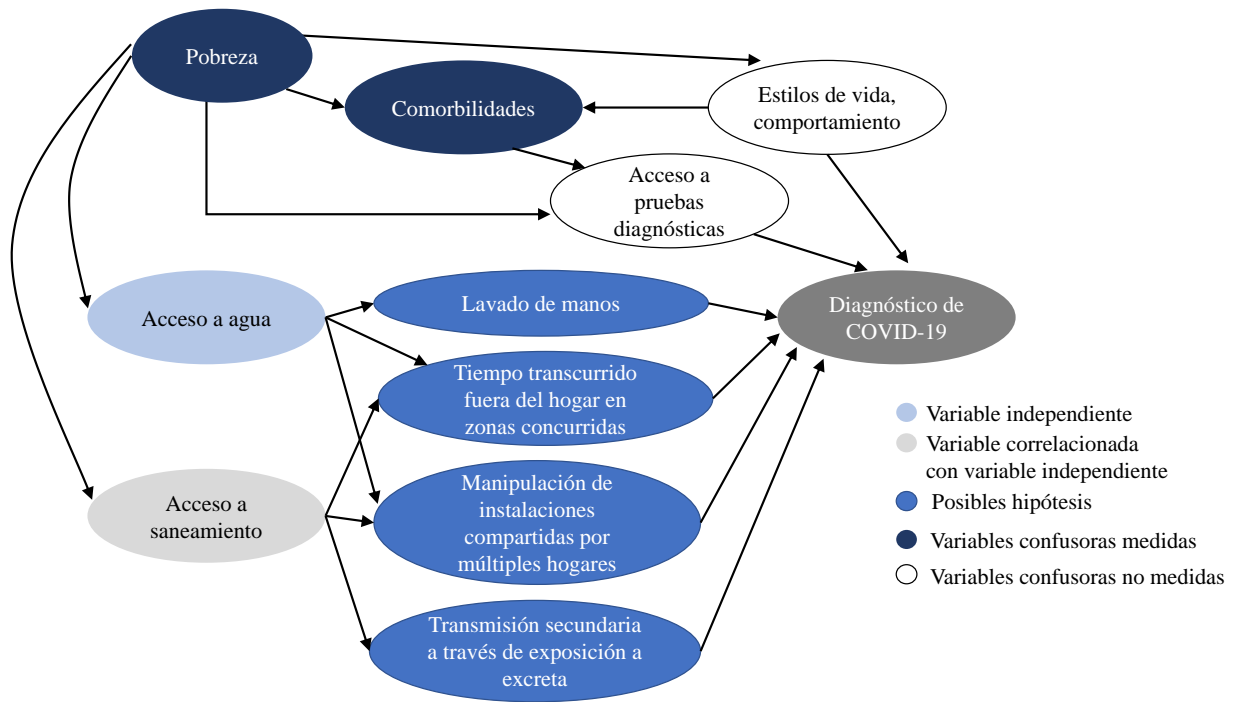 Pobreza
Comorbilidades
Estilos de vida,
comportamiento
Acceso a
pruebas
diagnósticas
Acceso a agua
Lavado de manos
Diagnóstico de
COVID-19
Tiempo transcurrido
fuera del hogar en
zonas concurridas
Acceso a
saneamiento
Manipulación de
instalaciones
compartidas por
múltiples hogares
Transmisión secundaria
a través de exposición a
excreta
Variable independiente
Variable correlacionada
con variable independiente
Posibles hipótesis
Variables confusoras medidas
Variables confusoras no medidas